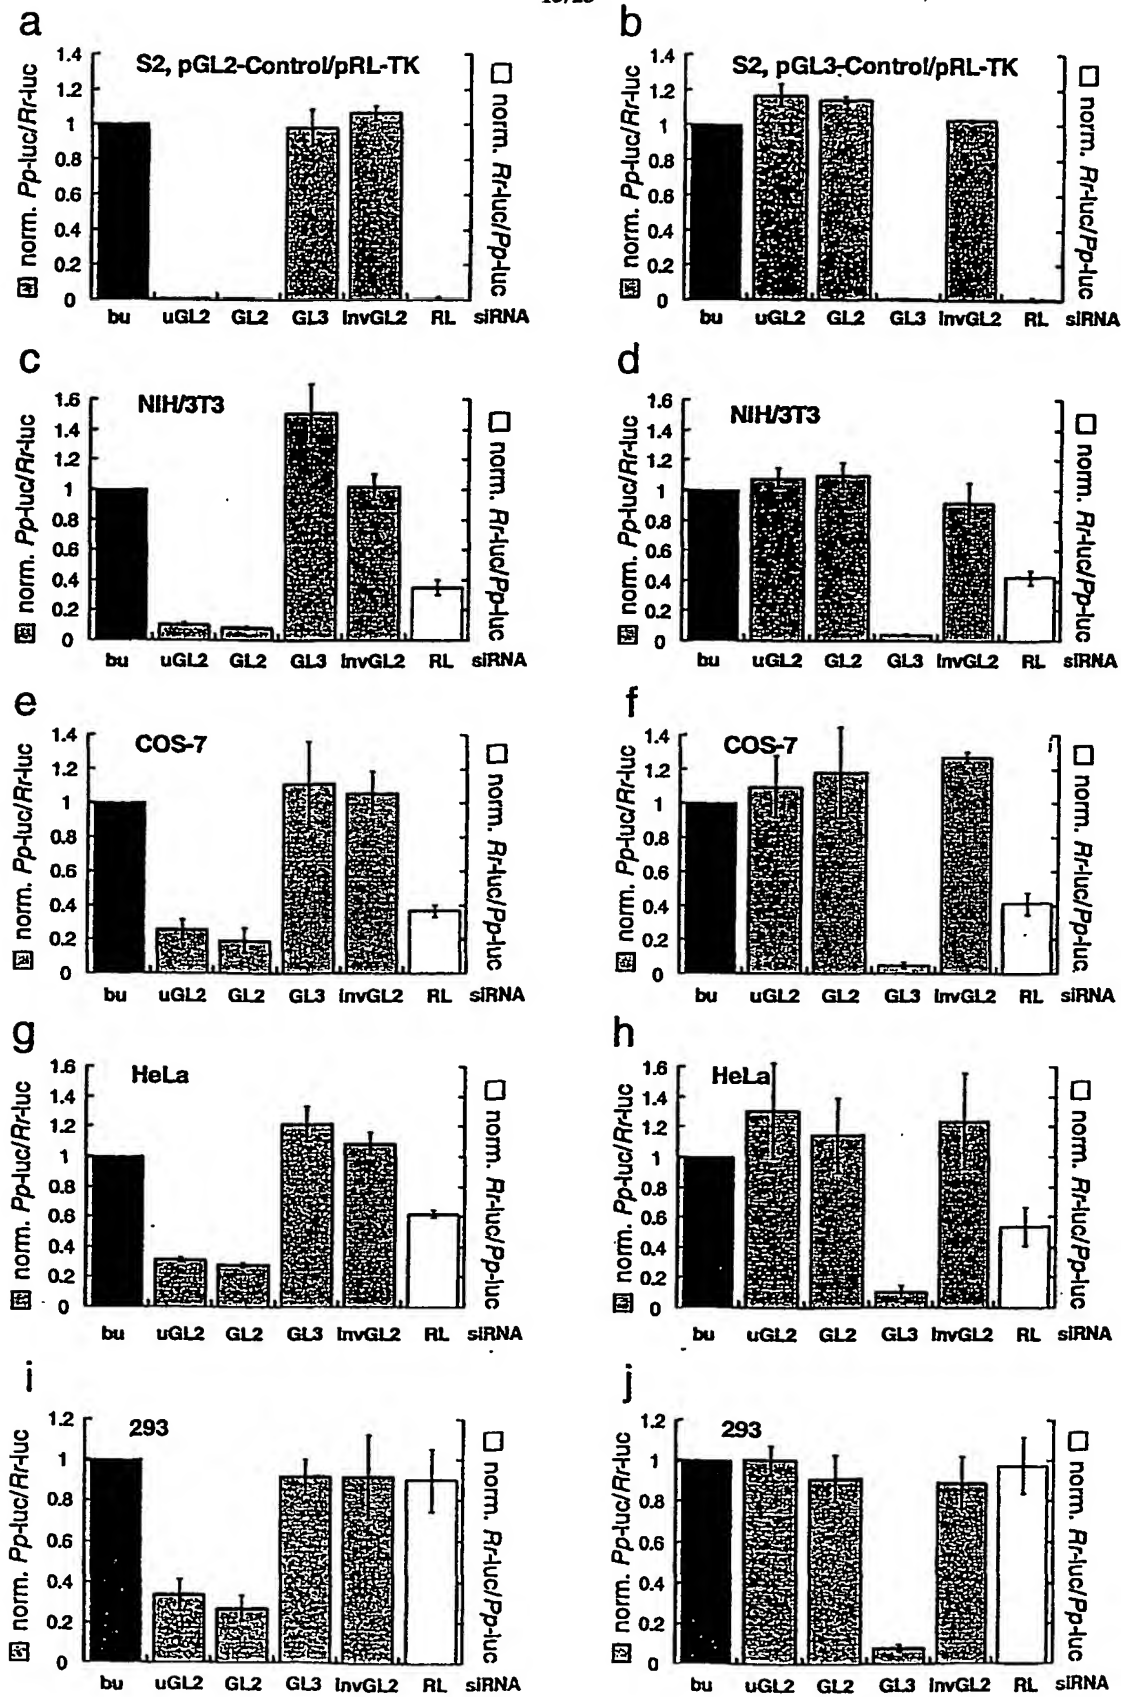 a
S2, pGL2-Control/pRL-TK
1.4
1.2
1
0.8
0.6
0.4
0.2
0
norm. Pp-luc/Rr-luc
norm. Rr-luc/Pp-luc
bu uGL2 GL2 GL3 InvGL2 RL siRNA
b
S2, pGL3-Control/pRL-TK
1.4
1.2
1
0.8
0.6
0.4
0.2
0
norm. Pp-luc/Rr-luc
norm. Rr-luc/Pp-luc
bu uGL2 GL2 GL3 InvGL2 RL siRNA
c
NIH/3T3
1.6
1.4
1.2
1
0.8
0.6
0.4
0.2
0
norm. Pp-luc/Rr-luc
norm. Rr-luc/Pp-luc
bu uGL2 GL2 GL3 InvGL2 RL siRNA
d
NIH/3T3
1.6
1.4
1.2
1
0.8
0.6
0.4
0.2
0
norm. Pp-luc/Rr-luc
norm. Rr-luc/Pp-luc
bu uGL2 GL2 GL3 InvGL2 RL siRNA
e
COS-7
1.4
1.2
1
0.8
0.6
0.4
0.2
0
norm. Pp-luc/Rr-luc
norm. Rr-luc/Pp-luc
bu uGL2 GL2 GL3 InvGL2 RL siRNA
f
COS-7
1.4
1.2
1
0.8
0.6
0.4
0.2
0
norm. Pp-luc/Rr-luc
norm. Rr-luc/Pp-luc
bu uGL2 GL2 GL3 InvGL2 RL siRNA
g
HeLa
1.6
1.4
1.2
1
0.8
0.6
0.4
0.2
0
norm. Pp-luc/Rr-luc
norm. Rr-luc/Pp-luc
bu uGL2 GL2 GL3 InvGL2 RL siRNA
h
HeLa
1.6
1.4
1.2
1
0.8
0.6
0.4
0.2
0
norm. Pp-luc/Rr-luc
norm. Rr-luc/Pp-luc
bu uGL2 GL2 GL3 InvGL2 RL siRNA
i
293
1.2
1
0.8
0.6
0.4
0.2
0
norm. Pp-luc/Rr-luc
norm. Rr-luc/Pp-luc
bu uGL2 GL2 GL3 InvGL2 RL siRNA
j
293
1.2
1
0.8
0.6
0.4
0.2
0
norm. Pp-luc/Rr-luc
norm. Rr-luc/Pp-luc
bu uGL2 GL2 GL3 InvGL2 RL siRNA